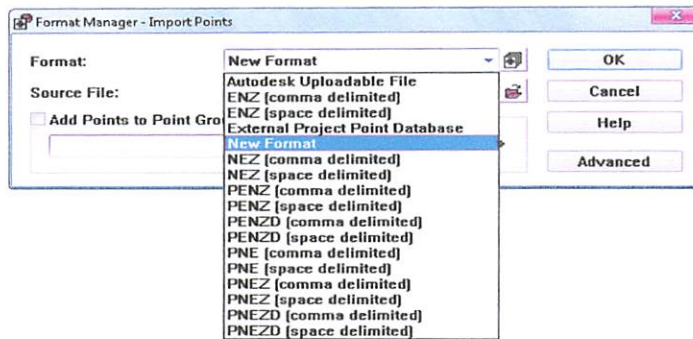 Format Manager - Import Points
Format:
New Format
OK
Source File:
Cancel
Add Points to Point Gro
Help
Advanced
Autodesk Uploadable File
ENZ (comma delimited)
ENZ (space delimited)
External Project Point Database
New Format
NEZ (comma delimited)
NEZ (space delimited)
PENZ (comma delimited)
PENZ (space delimited)
PENZD (comma delimited)
PENZD (space delimited)
PNE (comma delimited)
PNE (space delimited)
PNEZ (comma delimited)
PNEZ (space delimited)
PNEZD (comma delimited)
PNEZD (space delimited)